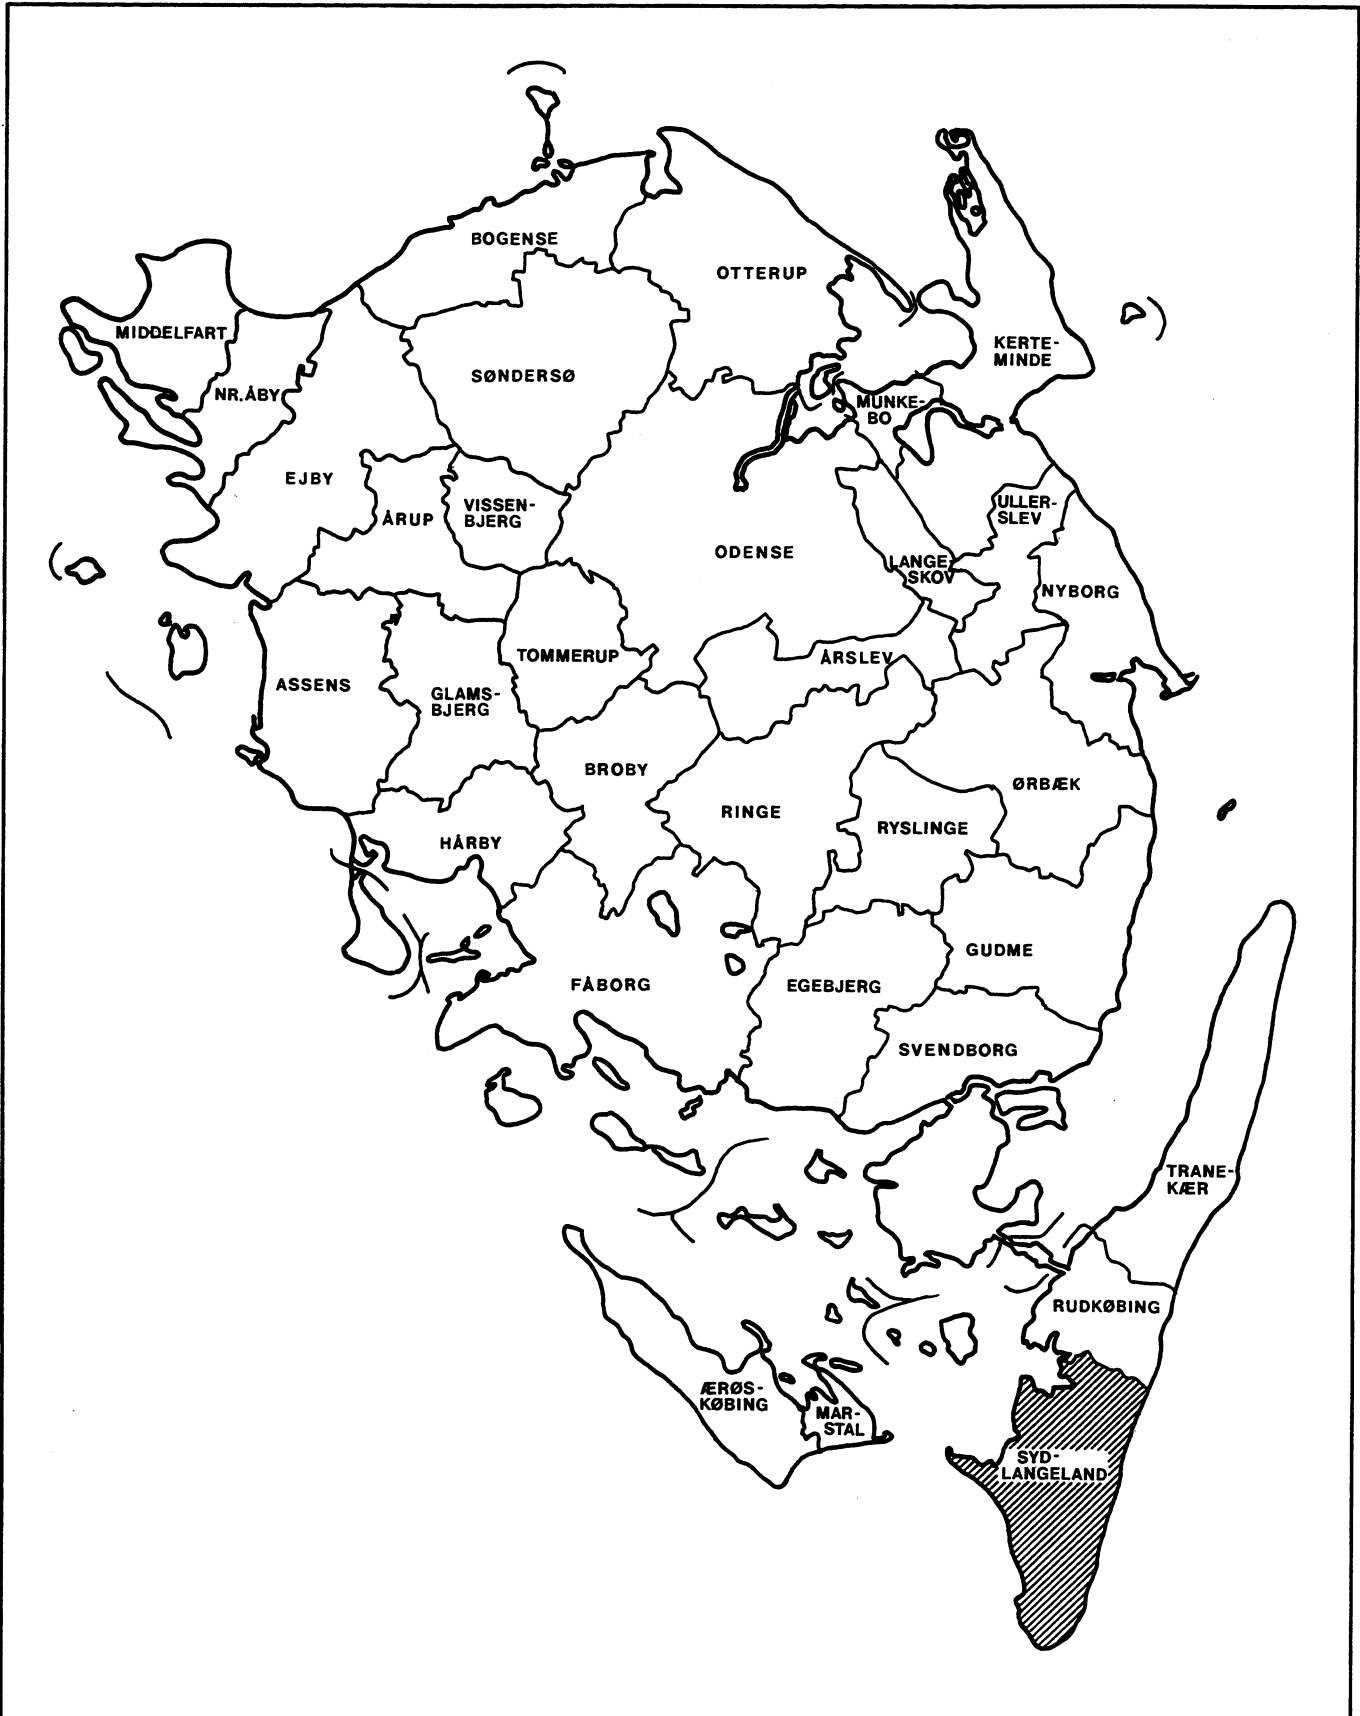 BOGENSE
OTTERUP
MIDDELFART
KERTE-
MINDE
SØNDERSØ
NR.ÅBY
MUNKE-
BO
EJBY
ÅRUP
VISSEN-
BJERG
ULLER-
SLEV
ODENSE
LANGE-
SKOV
NYBORG
TOMMERUP
ÅRSLEV
ASSENS
GLAMS-
BJERG
BROBY
ØRBÆK
RINGE
RYSLINGE
HÅRBY
GUDME
FÅBORG
EGEBJERG
SVENDBORG
TRANE-
KÆR
RUDKØBING
ÆRØS-
KØBING
MAR-
STAL
SYD-
LANGELAND